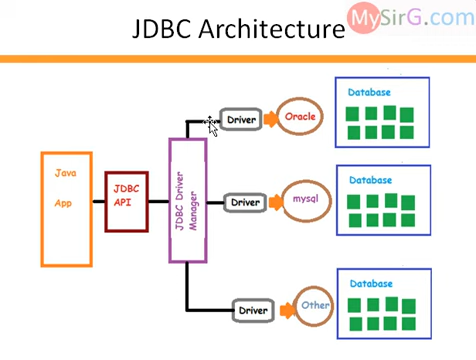 MySirG.com
JDBC Architecture
Java
App
JDBC
API
JDBC Driver
Manager
Driver
Oracle
Database
Driver
mysql
Database
Driver
Other
Database